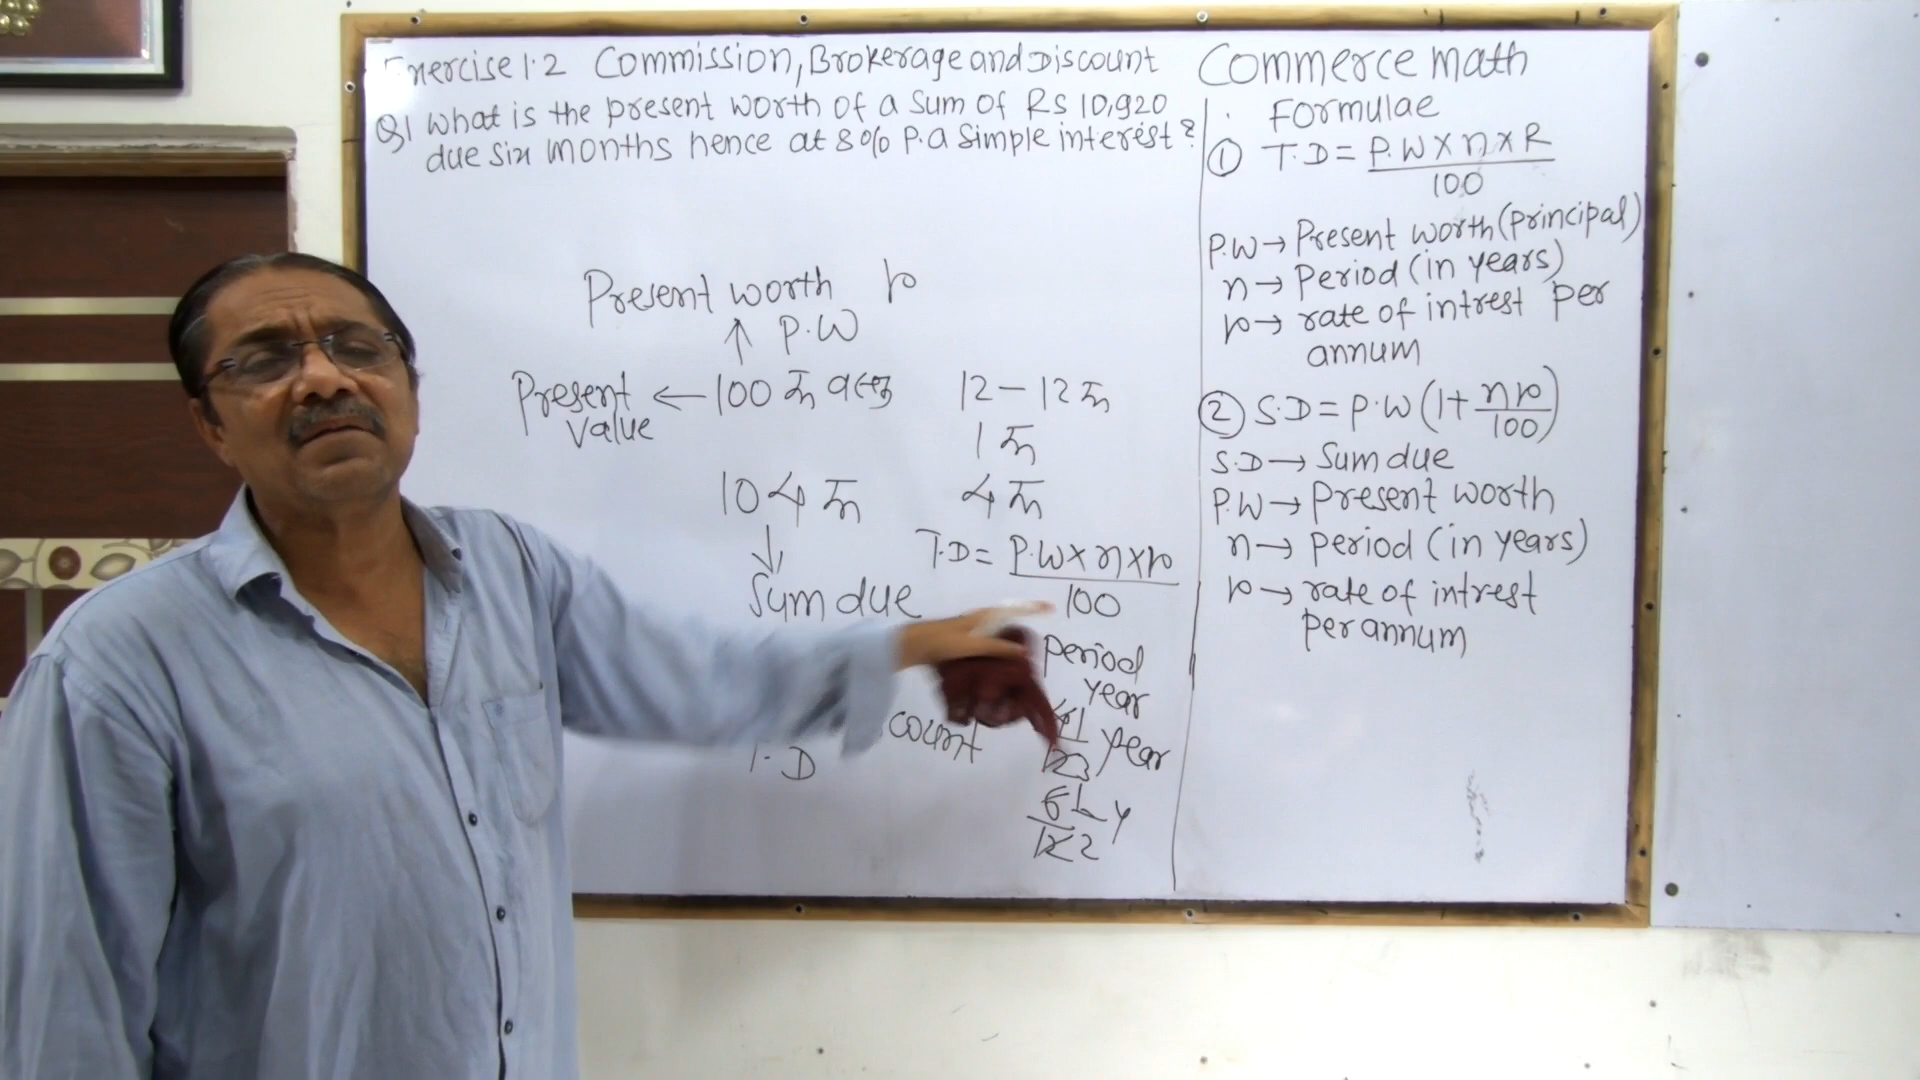 Exercise 1.2 Commission, Brokerage and Discount
Q1 What is the present worth of a sum of RS 10,920
due six months hence at 8% P.a simple interest?
Present worth r
P.W
Present ← 100 रु
value
12 - 12 रु
1 रु
104 रु
4 रु
Sum due
T.D = P.W x n x r
100
Period
year
count
T.D
year
6 1 y
12 2
Commerce math
Formulae
① T.D = P.W x n x R
100
P.W → Present worth (principal)
n → Period (in years)
r → rate of intrest per
annum
② S.D = P.W (1 + nr
100)
S.D → Sum due
P.W → Present worth
n → period (in years)
r → rate of intrest
per annum